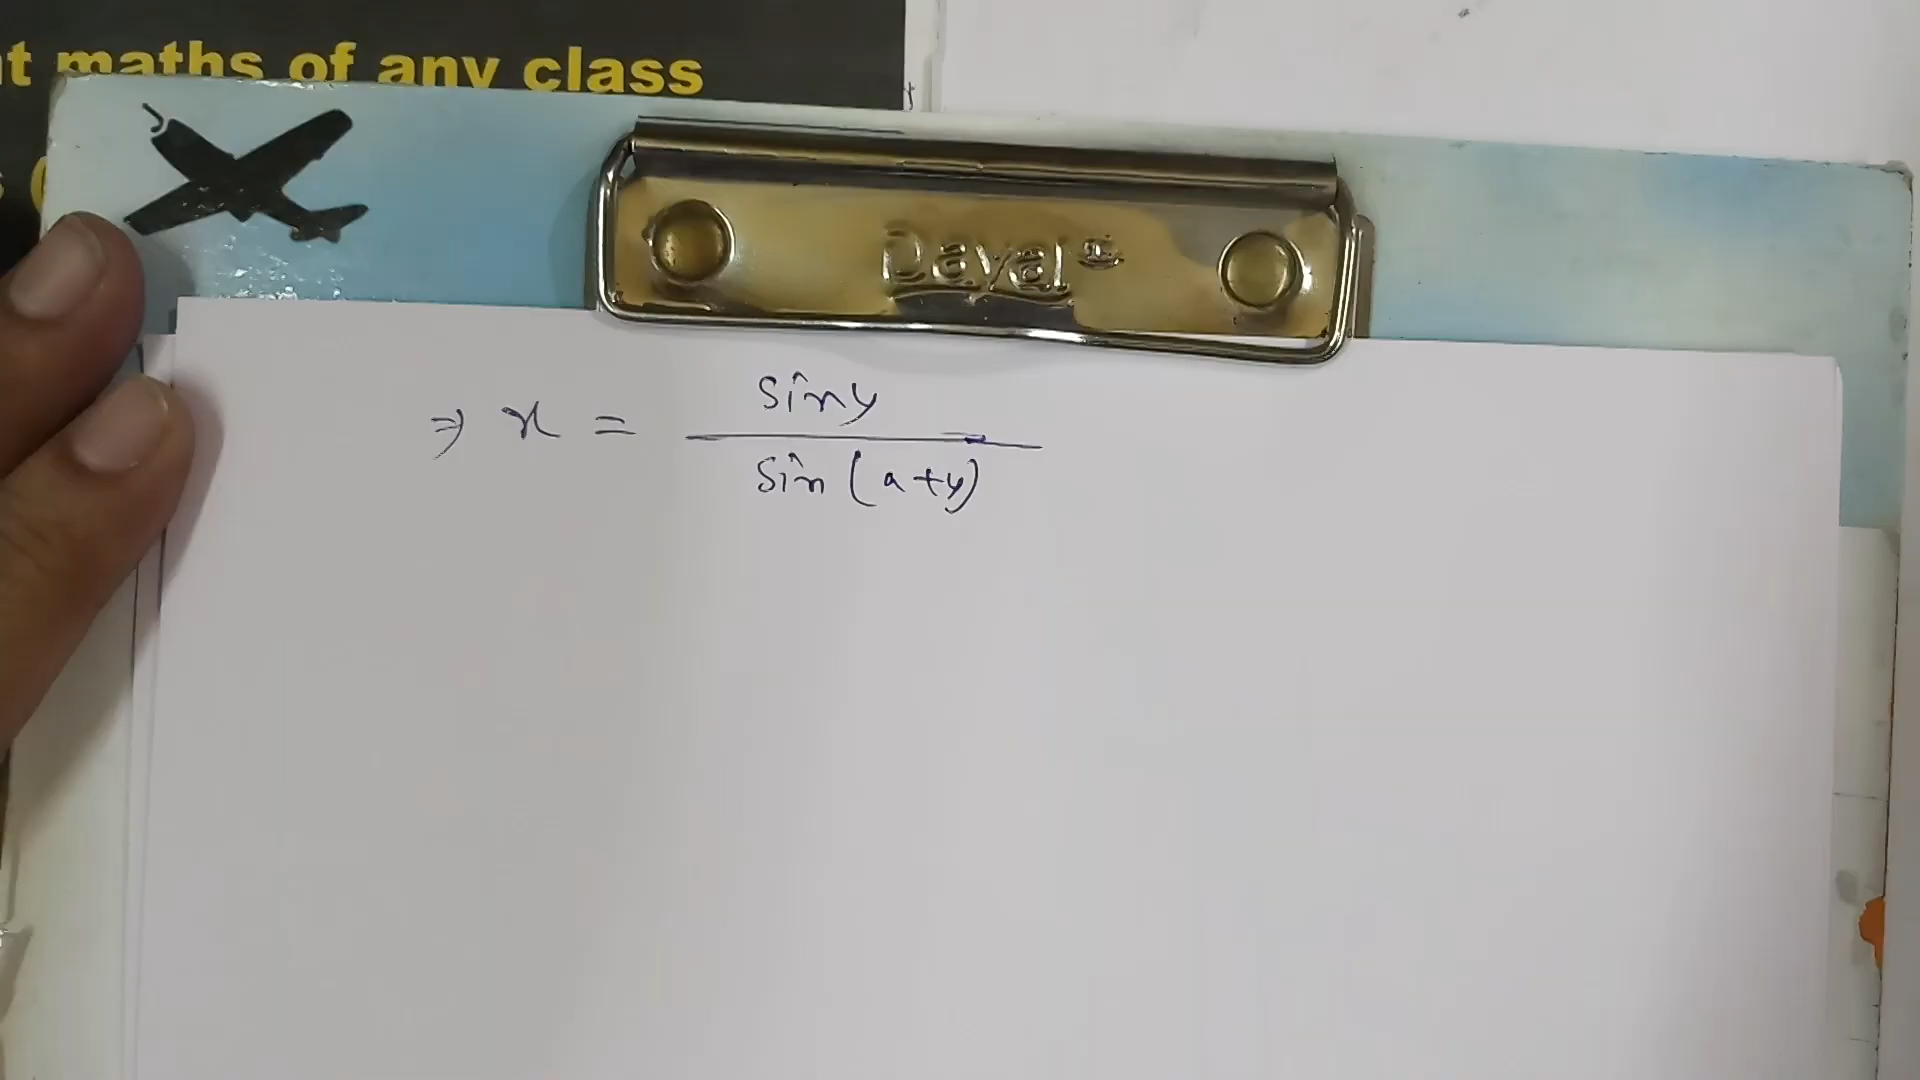 t maths of any class
Dayal
⇒ x = sin y / sin (a+y)